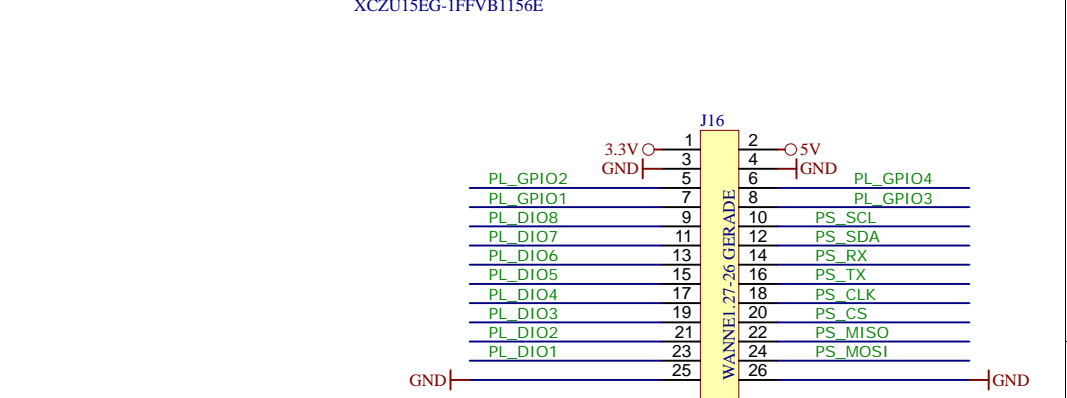 XCZU15EG-1FFVB1156E
J16
3.3V 1 2 5V
GND 3 4 GND
PL_GPIO2 5 6 PL_GPIO4
PL_GPIO1 7 8 PL_GPIO3
PL_DIO8 9 10 PS_SCL
PL_DIO7 11 12 PS_SDA
PL_DIO6 13 14 PS_RX
PL_DIO5 15 16 PS_TX
PL_DIO4 17 18 PS_CLK
PL_DIO3 19 20 PS_CS
PL_DIO2 21 22 PS_MISO
PL_DIO1 23 24 PS_MOSI
GND 25 26 GND
WANNE1.27-26 GERADE